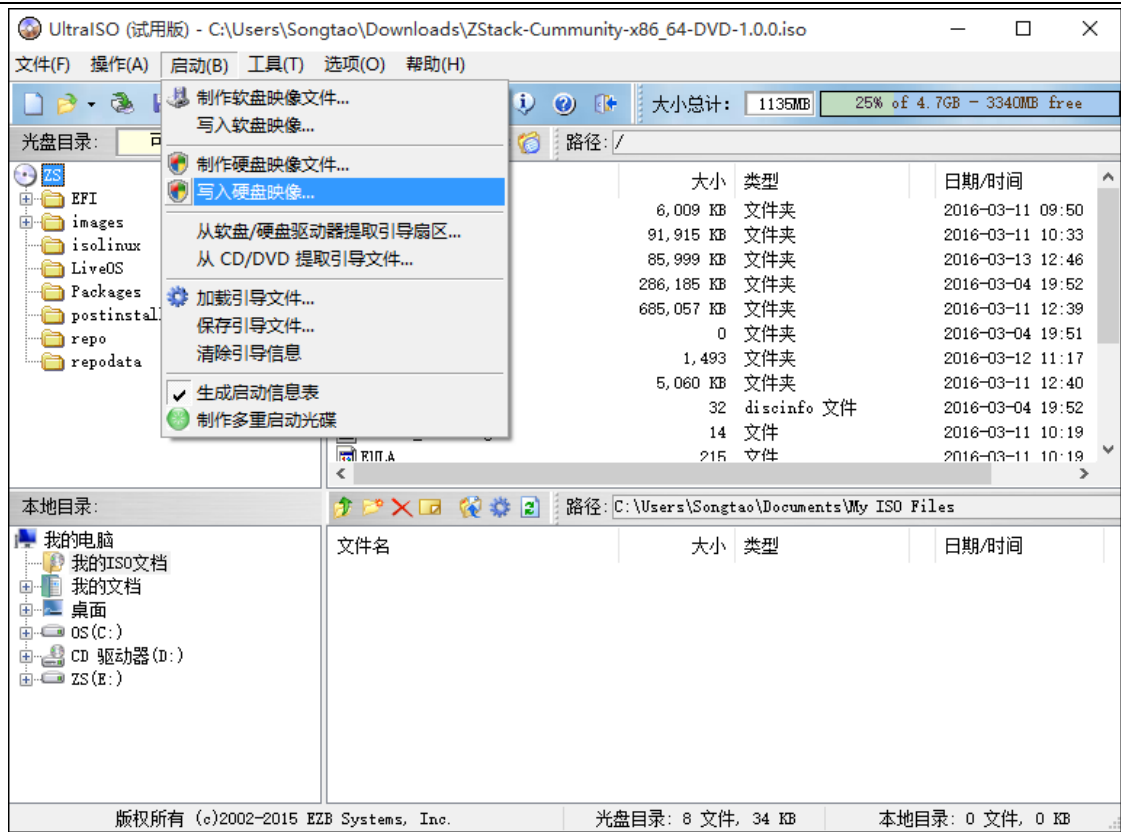 UltraISO (试用版) - C:\Users\Songtao\Downloads\ZStack-Cummunity-x86_64-DVD-1.0.0.iso
文件(F) 操作(A) 启动(B) 工具(T) 选项(O) 帮助(H)
大小总计: 1135MB 25% of 4.7GB - 3340MB free
光盘目录: 可 路径: /
制作软盘映像文件...
写入软盘映像...
制作硬盘映像文件...
写入硬盘映像...
从软盘/硬盘驱动器提取引导扇区...
从 CD/DVD 提取引导文件...
加载引导文件...
保存引导文件...
清除引导信息
生成启动信息表
制作多重启动光碟
ZS
EFI
images
isolinux
LiveOS
Packages
postinstall
repo
repodata
大小 类型 日期/时间
6,009 KB 文件夹 2016-03-11 09:50
91,915 KB 文件夹 2016-03-11 10:33
85,999 KB 文件夹 2016-03-13 12:46
286,185 KB 文件夹 2016-03-04 19:52
685,057 KB 文件夹 2016-03-11 12:39
0 文件夹 2016-03-04 19:51
1,493 文件夹 2016-03-12 11:17
5,060 KB 文件夹 2016-03-11 12:40
32 discinfo 文件 2016-03-04 19:52
14 文件 2016-03-11 10:19
EULA 215 文件 2016-03-11 10:19
本地目录: 路径: C:\Users\Songtao\Documents\My ISO Files
我的电脑
我的ISO文档
我的文档
桌面
OS(C:)
CD 驱动器(D:)
ZS(E:)
文件名 大小 类型 日期/时间
版权所有 (c)2002-2015 EZB Systems, Inc. 光盘目录: 8 文件, 34 KB 本地目录: 0 文件, 0 KB